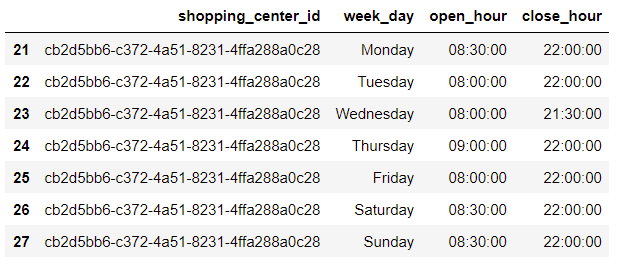 shopping_center_id week_day open_hour close_hour
21 cb2d5bb6-c372-4a51-8231-4ffa288a0c28 Monday 08:30:00 22:00:00
22 cb2d5bb6-c372-4a51-8231-4ffa288a0c28 Tuesday 08:00:00 22:00:00
23 cb2d5bb6-c372-4a51-8231-4ffa288a0c28 Wednesday 08:00:00 21:30:00
24 cb2d5bb6-c372-4a51-8231-4ffa288a0c28 Thursday 09:00:00 22:00:00
25 cb2d5bb6-c372-4a51-8231-4ffa288a0c28 Friday 08:00:00 22:00:00
26 cb2d5bb6-c372-4a51-8231-4ffa288a0c28 Saturday 08:30:00 22:00:00
27 cb2d5bb6-c372-4a51-8231-4ffa288a0c28 Sunday 08:30:00 22:00:00